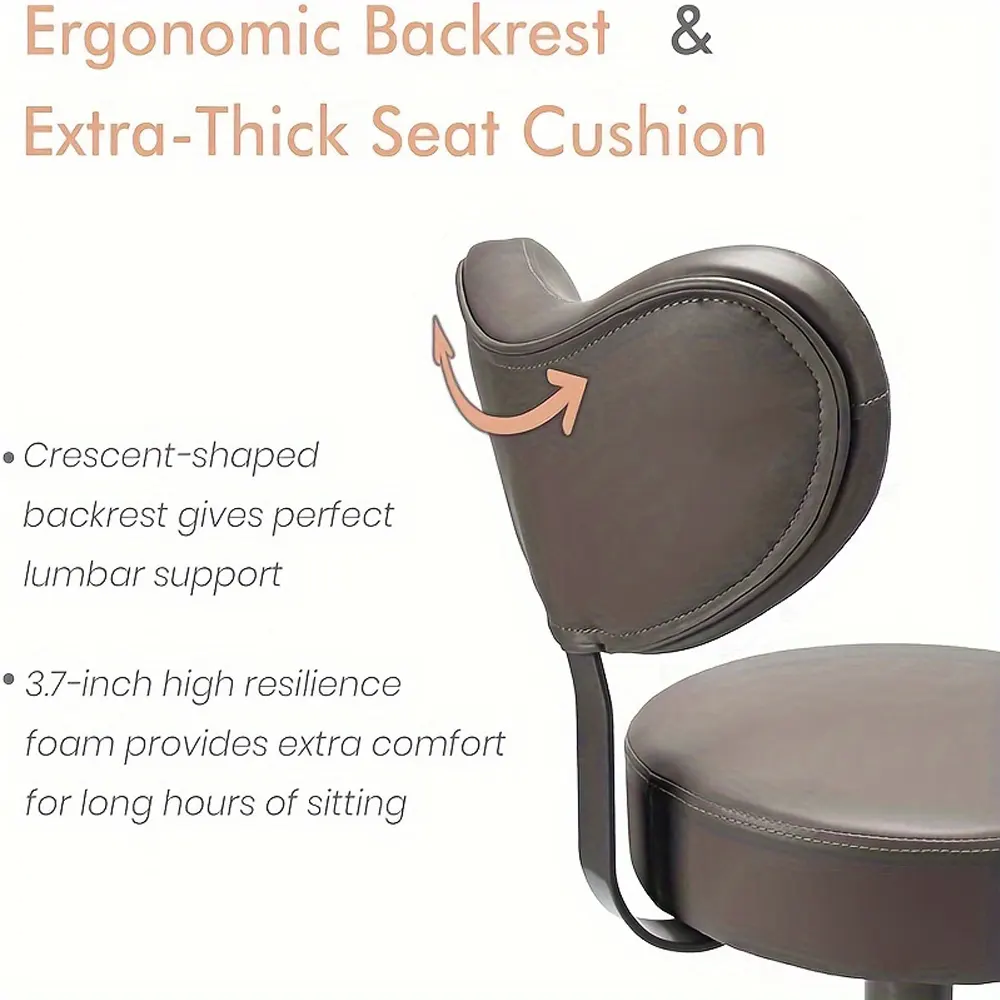 Ergonomic Backrest &
Extra-Thick Seat Cushion
• Crescent-shaped
backrest gives perfect
lumbar support
• 3.7-inch high resilience
foam provides extra comfort
for long hours of sitting